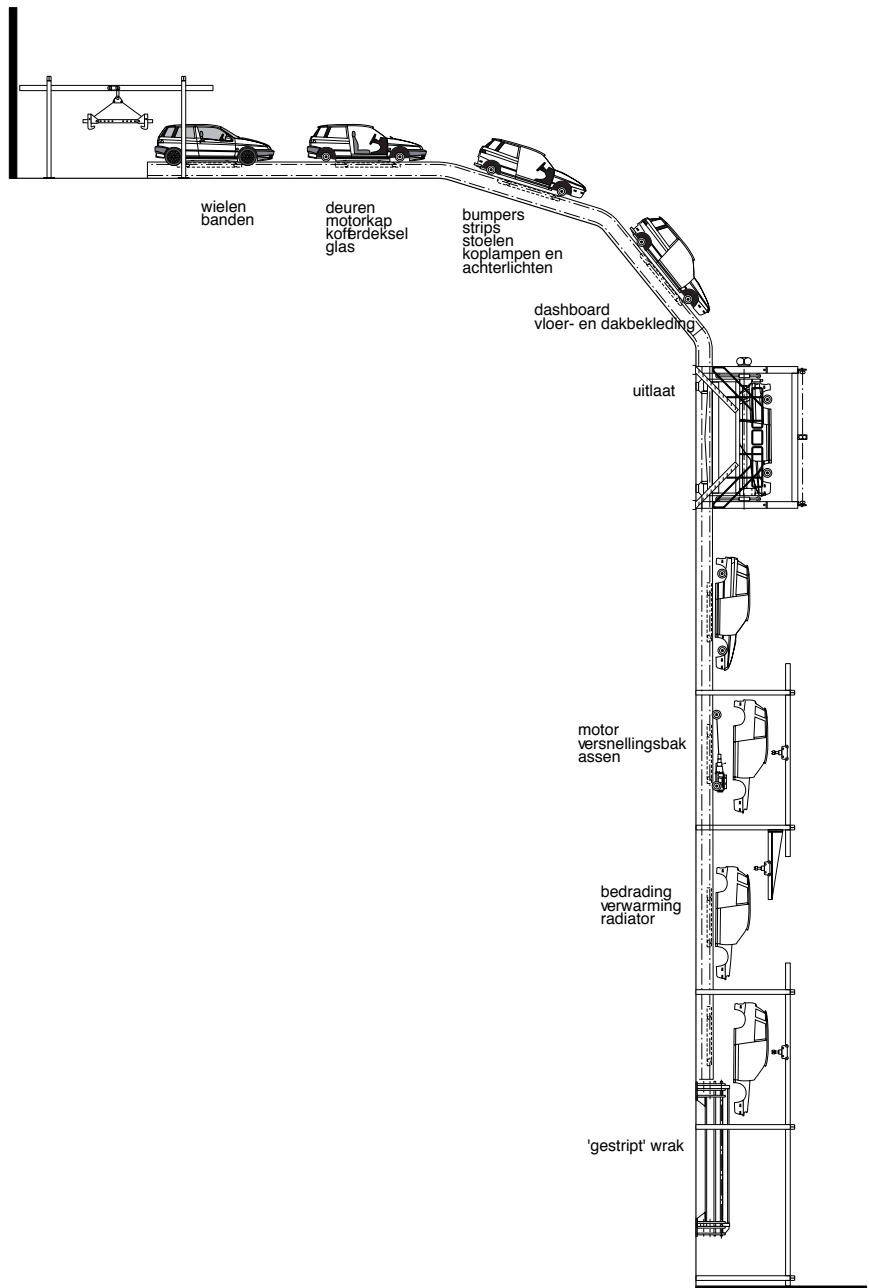 wielen
banden
deuren
motorkap
kofferdeksel
glas
bumpers
strips
stoelen
koplampen en
achterlichten
dashboard
vloer- en dakbekleding
uitlaat
motor
versnellingsbak
assen
bedrading
verwarming
radiator
'gestript' wrak